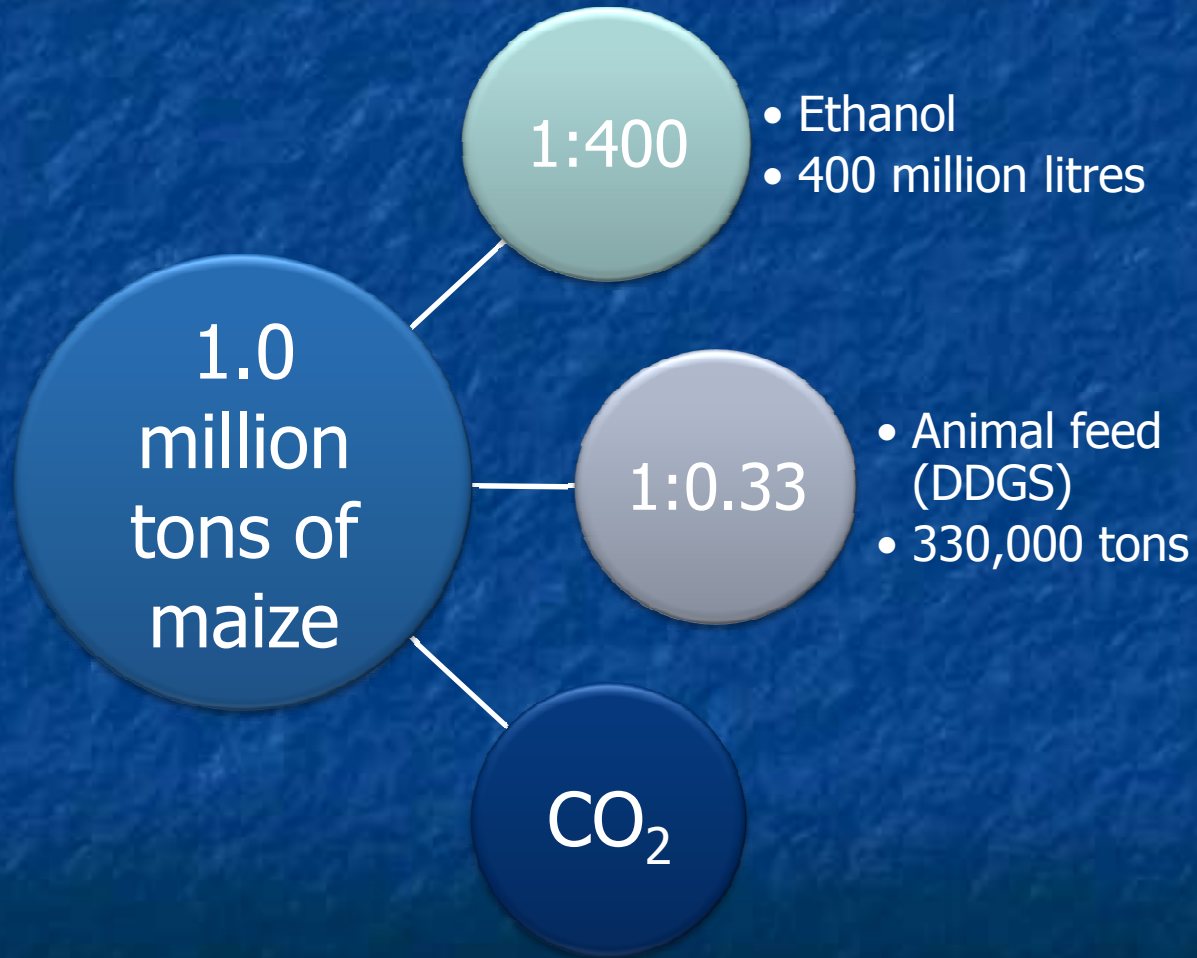 1.0
million
tons of
maize
1:400
• Ethanol
• 400 million litres
1:0.33
• Animal feed
(DDGS)
• 330,000 tons
CO₂